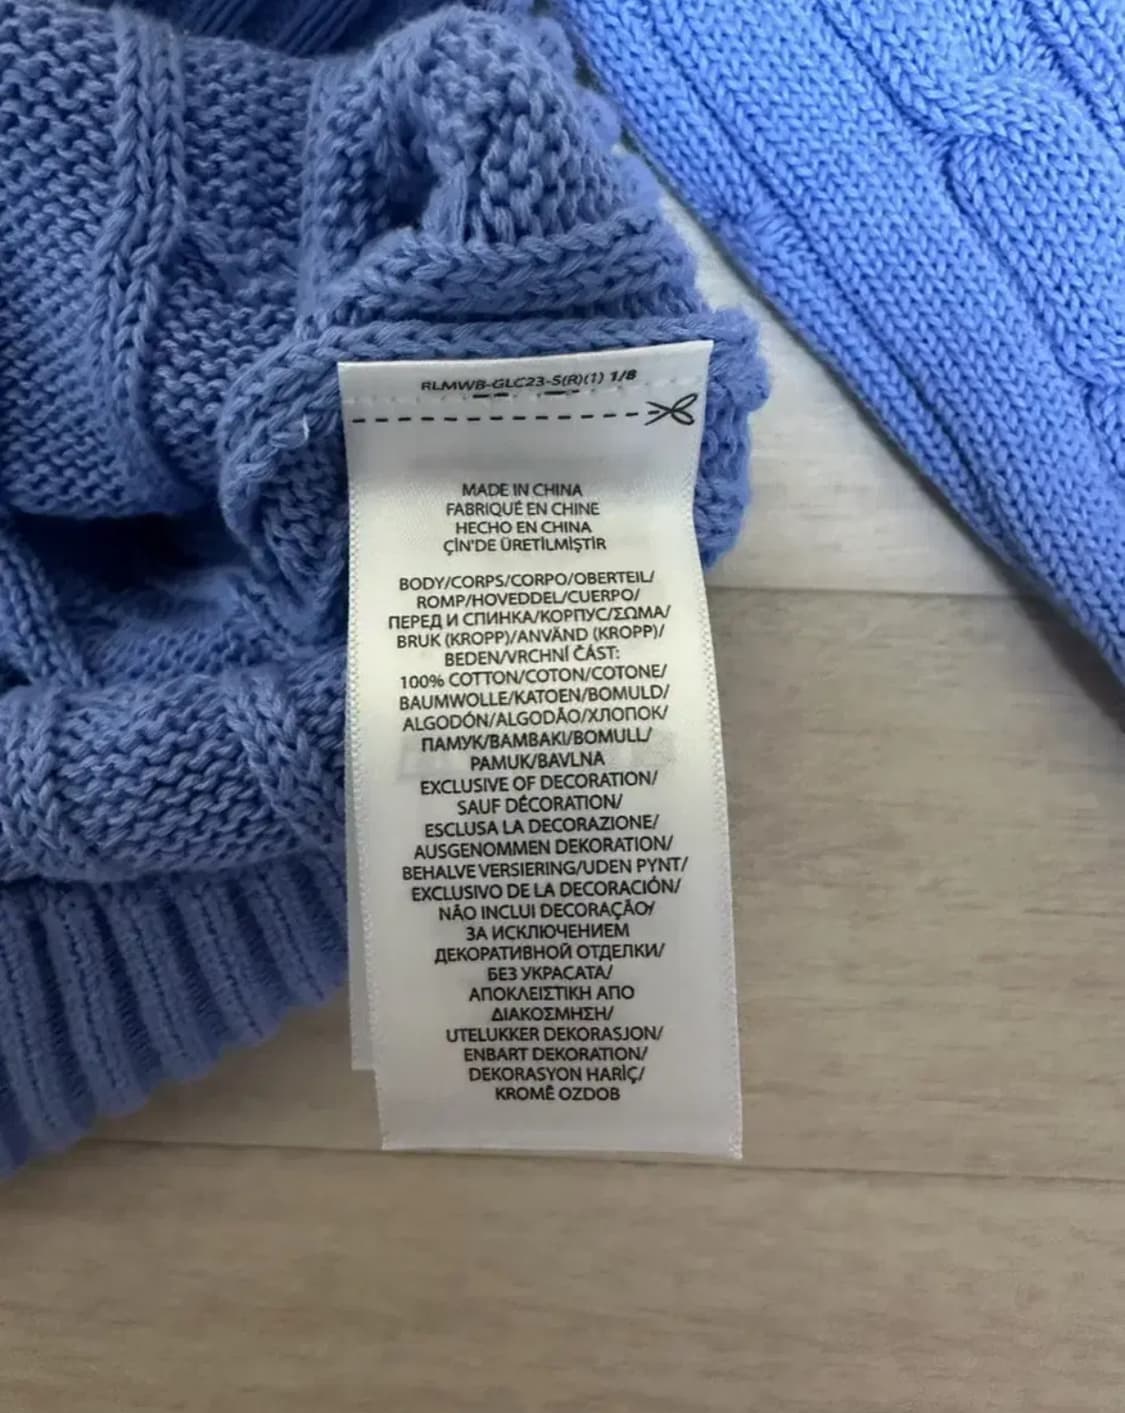 RLMWB-GLC23-S(R)(1) 1/8
MADE IN CHINA
FABRIQUÉ EN CHINE
HECHO EN CHINA
ÇİN'DE ÜRETİLMİŞTİR
BODY/CORPS/CORPO/OBERTEIL/
ROMP/HOVEDDEL/CUERPO/
ПЕРЕД И СПИНКА/КОРПУС/ΣΩΜΑ/
BRUK (KROPP)/ANVÄND (KROPP)/
BEDEN/VRCHNÍ ČÁST:
100% COTTON/COTON/COTONE/
BAUMWOLLE/KATOEN/BOMULD/
ALGODÓN/ALGODÃO/ХЛОПОК/
ПАМУК/ΒΑΜΒΑΚΙ/BOMULL/
PAMUK/BAVLNA
EXCLUSIVE OF DECORATION/
SAUF DÉCORATION/
ESCLUSA LA DECORAZIONE/
AUSGENOMMEN DEKORATION/
BEHALVE VERSIERING/UDEN PYNT/
EXCLUSIVO DE LA DECORACIÓN/
NÃO INCLUI DECORAÇÃO/
ЗА ИСКЛЮЧЕНИЕМ
ДЕКОРАТИВНОЙ ОТДЕЛКИ/
БЕЗ УКРАСАТА/
ΑΠΟΚΛΕΙΣΤΙΚΗ ΑΠΟ
ΔΙΑΚΟΣΜΗΣΗ/
UTELUKKER DEKORASJON/
ENBART DEKORATION/
DEKORASYON HARİÇ/
KROMĚ OZDOB